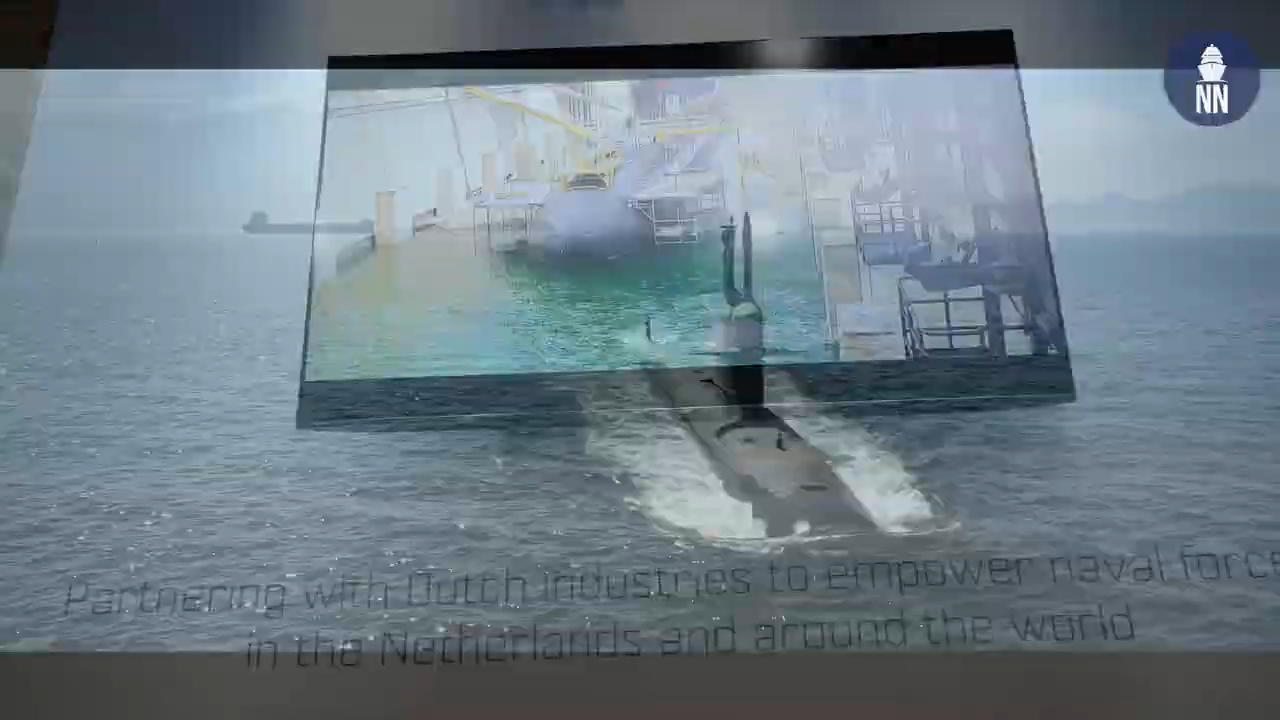 NN
Partnering with Dutch industries to empower naval force
in the Netherlands and around the world